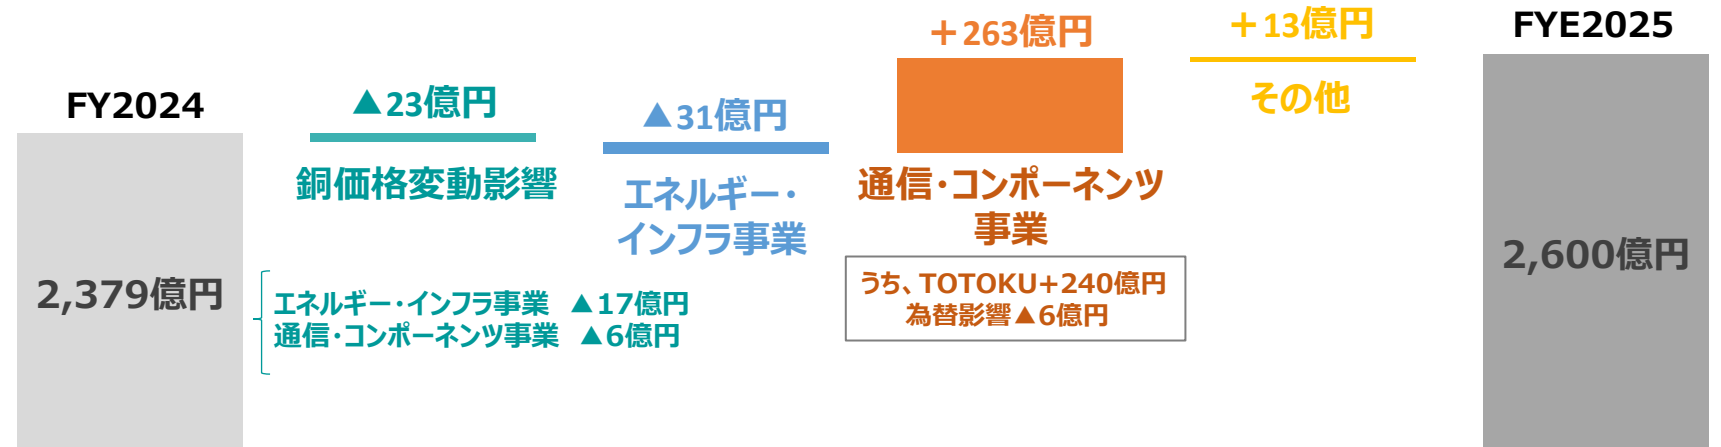 FY2024
2,379億円
▲23億円
銅価格変動影響
エネルギー・インフラ事業 ▲17億円
通信・コンポーネンツ事業 ▲6億円
▲31億円
エネルギー・
インフラ事業
＋263億円
通信・コンポーネンツ
事業
うち、TOTOKU+240億円
為替影響▲6億円
＋13億円
その他
FYE2025
2,600億円